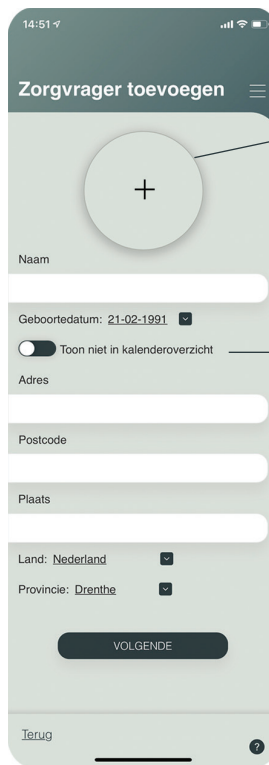 14:51
Zorgvrager toevoegen
+
Naam
Geboortedatum: 21-02-1991
Toon niet in kalenderoverzicht
Adres
Postcode
Plaats
Land: Nederland
Provincie: Drenthe
VOLGENDE
Terug
?